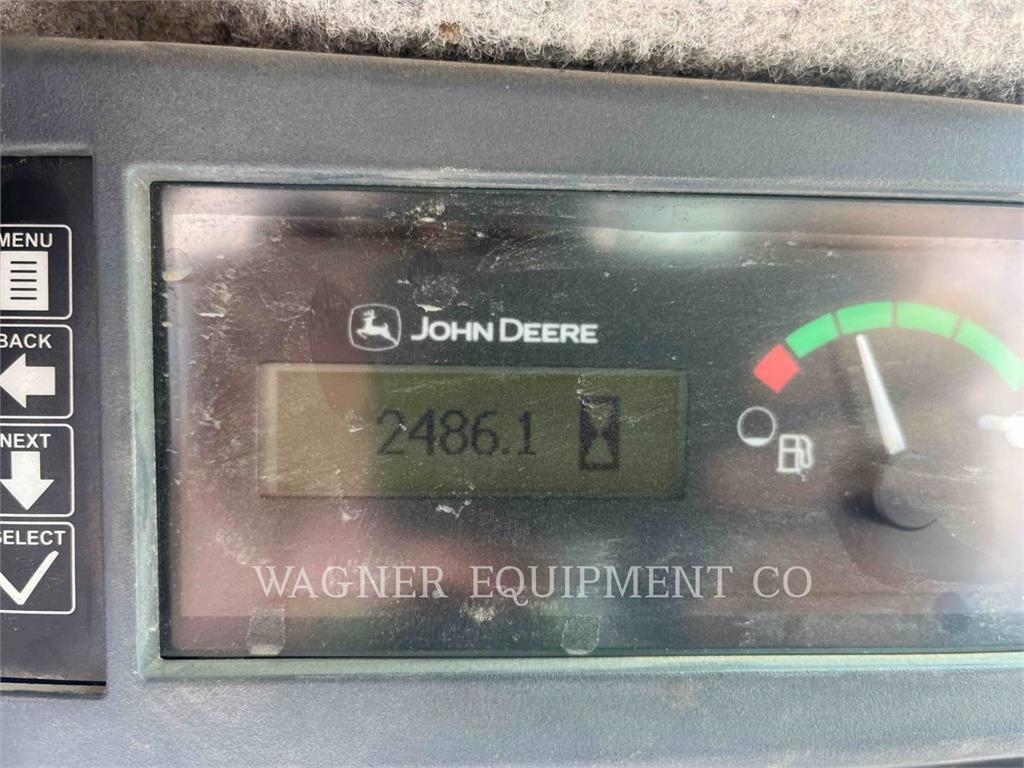 MENU
BACK
NEXT
SELECT
JOHN DEERE
2486.1
WAGNER EQUIPMENT CO